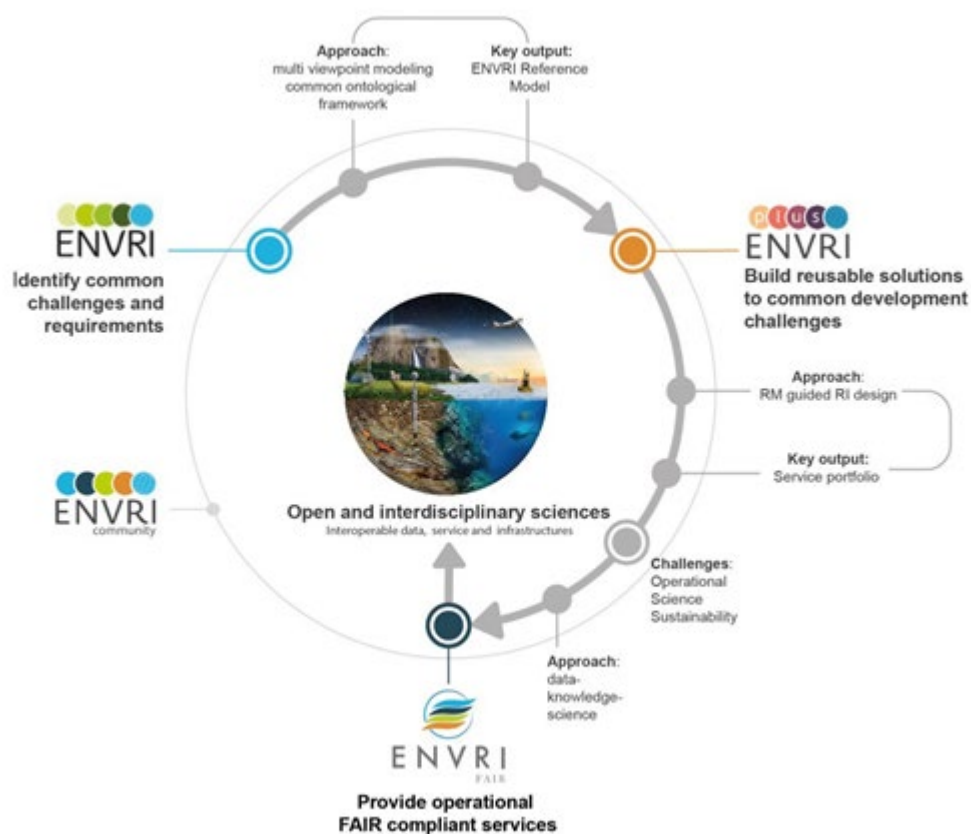 Approach:
multi viewpoint modeling
common ontological
framework
Key output:
ENVRI Reference
Model
ENVRI
Identify common
challenges and
requirements
plus
ENVRI
Build reusable solutions
to common development
challenges
Approach:
RM guided RI design
Key output:
Service portfolio
ENVRI
community
Open and interdisciplinary sciences
Interoperable data, service and infrastructures
Challenges:
Operational
Science
Sustainability
Approach:
data-
knowledge-
science
ENVRI
FAIR
Provide operational
FAIR compliant services